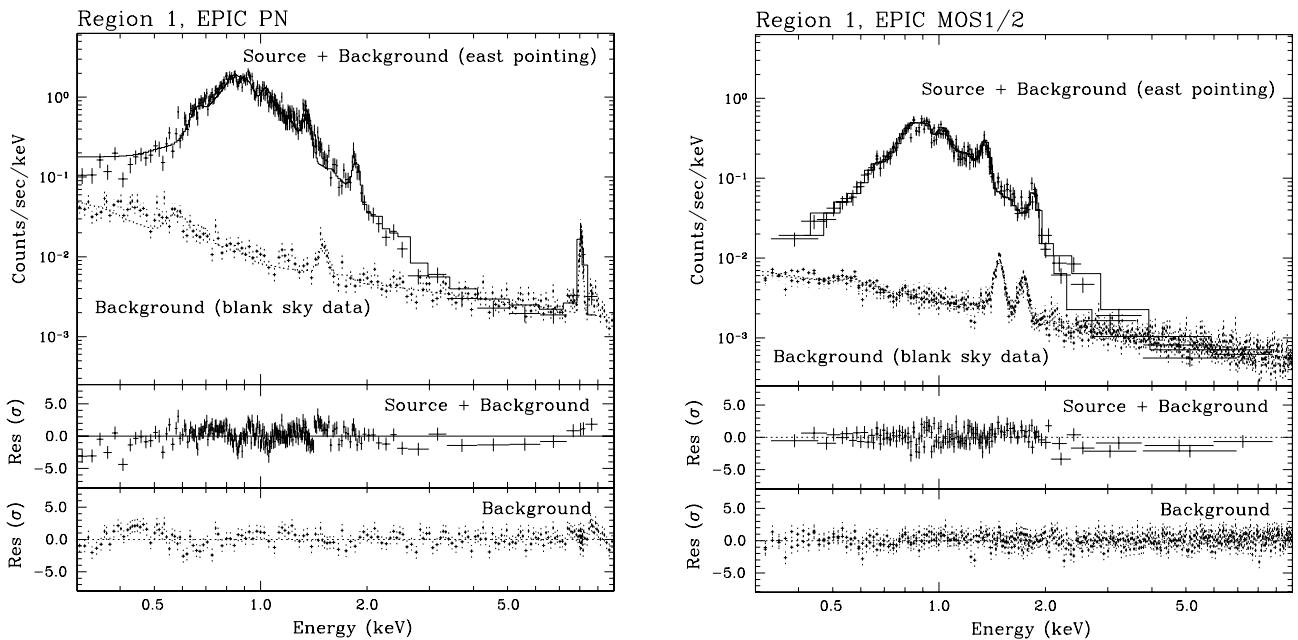 Region 1, EPIC PN
Source + Background (east pointing)
10⁰
10⁻¹
10⁻²
10⁻³
Counts/sec/keV
Background (blank sky data)
5.0
0.0
−5.0
Res (σ)
Source + Background
5.0
0.0
−5.0
Res (σ)
Background
0.5 1.0 2.0 5.0
Energy (keV)
Region 1, EPIC MOS1/2
Source + Background (east pointing)
10⁰
10⁻¹
10⁻²
10⁻³
Counts/sec/keV
Background (blank sky data)
5.0
0.0
−5.0
Res (σ)
Source + Background
5.0
0.0
−5.0
Res (σ)
Background
0.5 1.0 2.0 5.0
Energy (keV)